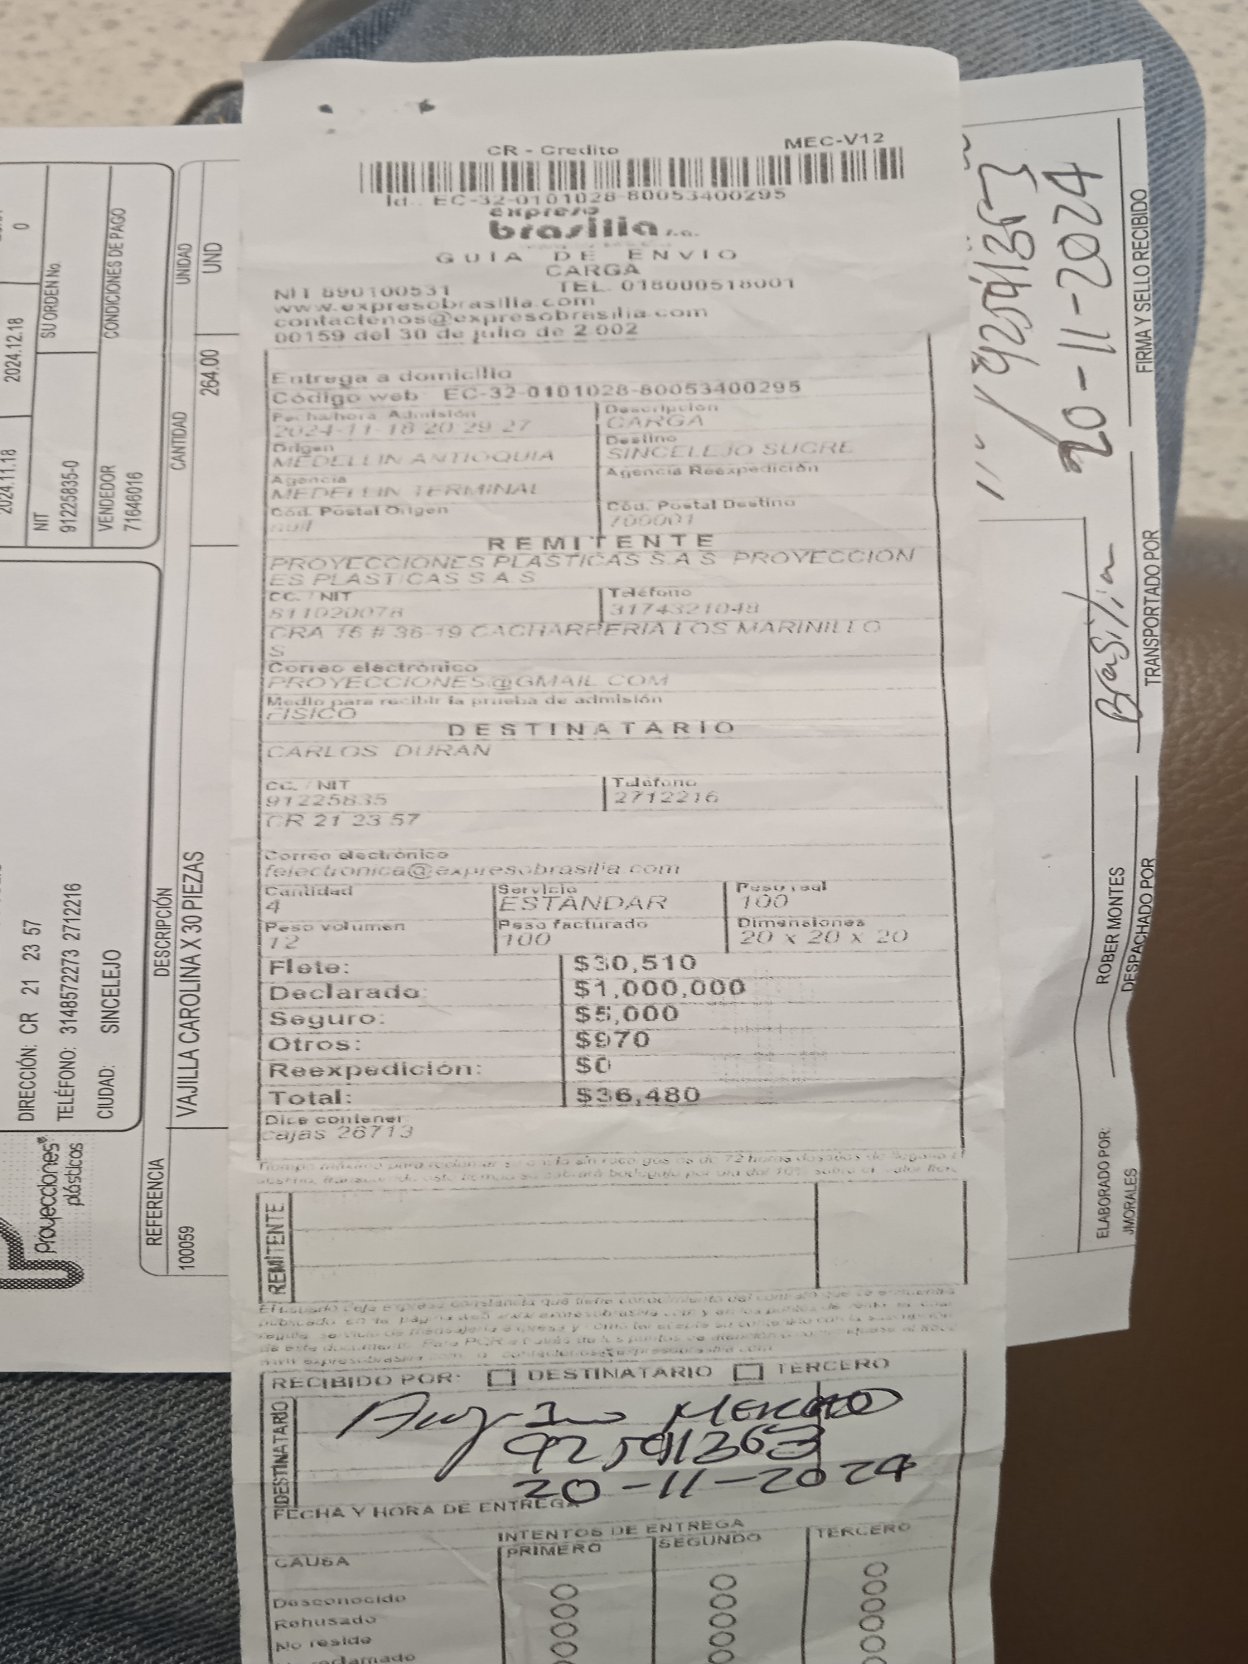 CR - Credito
MEC-V12
Id.: EC-32-0101028-80053400295
expreso
brasilia s.a.
GUIA DE ENVIO
CARGA
NIT 890100531 TEL. 018000518001
www.expresobrasilia.com
contactenos@expresobrasilia.com
00159 del 30 de julio de 2.002
Entrega a domicilio
Código web: EC-32-0101028-80053400295
Fecha/hora Admisión
2024-11-18 20:29:27
Descripcion
CARGA
Origen
MEDELLIN ANTIOQUIA
Destino
SINCELEJO SUCRE
Agencia
MEDELLIN TERMINAL
Agencia Reexpedición
Cód. Postal Origen
null
Cód. Postal Destino
700001
REMITENTE
PROYECCIONES PLASTICAS S.A.S PROYECCION
ES PLASTICAS S.A.S
CC. / NIT
811020078
Teléfono
3174321048
CRA 16 # 36-19 CACHARRERIA LOS MARINILLO
S
Correo electrónico
PROYECCIONES@GMAIL.COM
Medio para recibir la prueba de admisión
FISICO
DESTINATARIO
CARLOS DURAN
CC. / NIT
91225835
Teléfono
2712216
CR 21 23 57
Correo electrónico
felectronica@expresobrasilia.com
Cantidad
4
Servicio
ESTANDAR
Peso real
100
Peso volumen
12
Peso facturado
100
Dimensiones
20 x 20 x 20
Flete: $30,510
Declarado: $1,000,000
Seguro: $5,000
Otros: $970
Reexpedición: $0
Total: $36,480
Dice contener
cajas 26713
REMITENTE
RECIBIDO POR: DESTINATARIO TERCERO
DESTINATARIO
Mercado
92541363
20-11-2024
FECHA Y HORA DE ENTREGA
INTENTOS DE ENTREGA
CAUSA PRIMERO SEGUNDO TERCERO
Desconocido
Rehusado
No reside
2024.11.18
2024.12.18
0
NIT
91225835-0
SU ORDEN No.
VENDEDOR
71646016
CONDICIONES DE PAGO
DIRECCIÓN: CR 21 23 57
TELÉFONO: 3148572273 2712216
CIUDAD: SINCELEJO
Proyecciones
plásticas
REFERENCIA DESCRIPCIÓN CANTIDAD UNIDAD
100059 VAJILLA CAROLINA X 30 PIEZAS 264.00 UND
ELABORADO POR:
JMORALES
ROBER MONTES
DESPACHADO POR
Brasilia
TRANSPORTADO POR
92541363
20-11-2024
FIRMA Y SELLO RECIBIDO